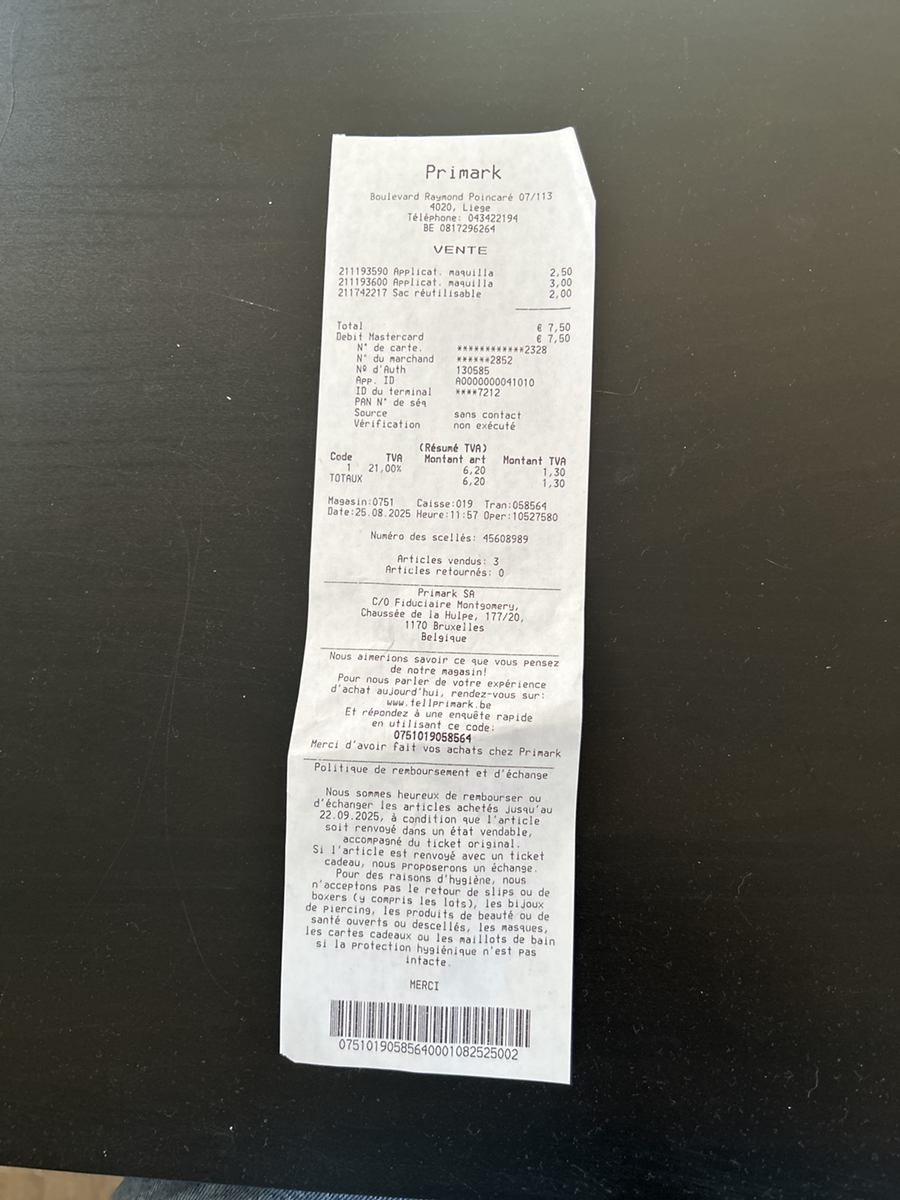 Primark
Boulevard Raymond Poincaré 07/113
4020, Liege
Téléphone: 043422194
BE 0817296264
VENTE
211193590 Applicat. maquilla 2,50
211193600 Applicat. maquilla 3,00
211742217 Sac réutilisable 2,00
Total € 7,50
Debit Mastercard € 7,50
N° de carte. ************2328
N° du marchand ******2852
Nº d'Auth 130585
App. ID A0000000041010
ID du terminal ****7212
PAN N° de séq
Source sans contact
Vérification non exécuté
(Résumé TVA)
Code TVA Montant art Montant TVA
1 21,00% 6,20 1,30
TOTAUX 6,20 1,30
Magasin:0751 Caisse:019 Tran:058564
Date:25.08.2025 Heure:11:57 Oper:10527580
Numéro des scellés: 45608989
Articles vendus: 3
Articles retournés: 0
Primark SA
C/O Fiduciaire Montgomery,
Chaussée de la Hulpe, 177/20,
1170 Bruxelles
Belgique
Nous aimerions savoir ce que vous pensez
de notre magasin!
Pour nous parler de votre expérience
d'achat aujourd'hui, rendez-vous sur:
www.tellprimark.be
Et répondez à une enquête rapide
en utilisant ce code:
0751019058564
Merci d'avoir fait vos achats chez Primark
Politique de remboursement et d'échange
Nous sommes heureux de rembourser ou
d'échanger les articles achetés jusqu'au
22.09.2025, à condition que l'article
soit renvoyé dans un état vendable,
accompagné du ticket original.
Si l'article est renvoyé avec un ticket
cadeau, nous proposerons un échange.
Pour des raisons d'hygiène, nous
n'acceptons pas le retour de slips ou de
boxers (y compris les lots), les bijoux
de piercing, les produits de beauté ou de
santé ouverts ou descellés, les masques,
les cartes cadeaux ou les maillots de bain
si la protection hygiénique n'est pas
intacte.
MERCI
07510190585640001082525002